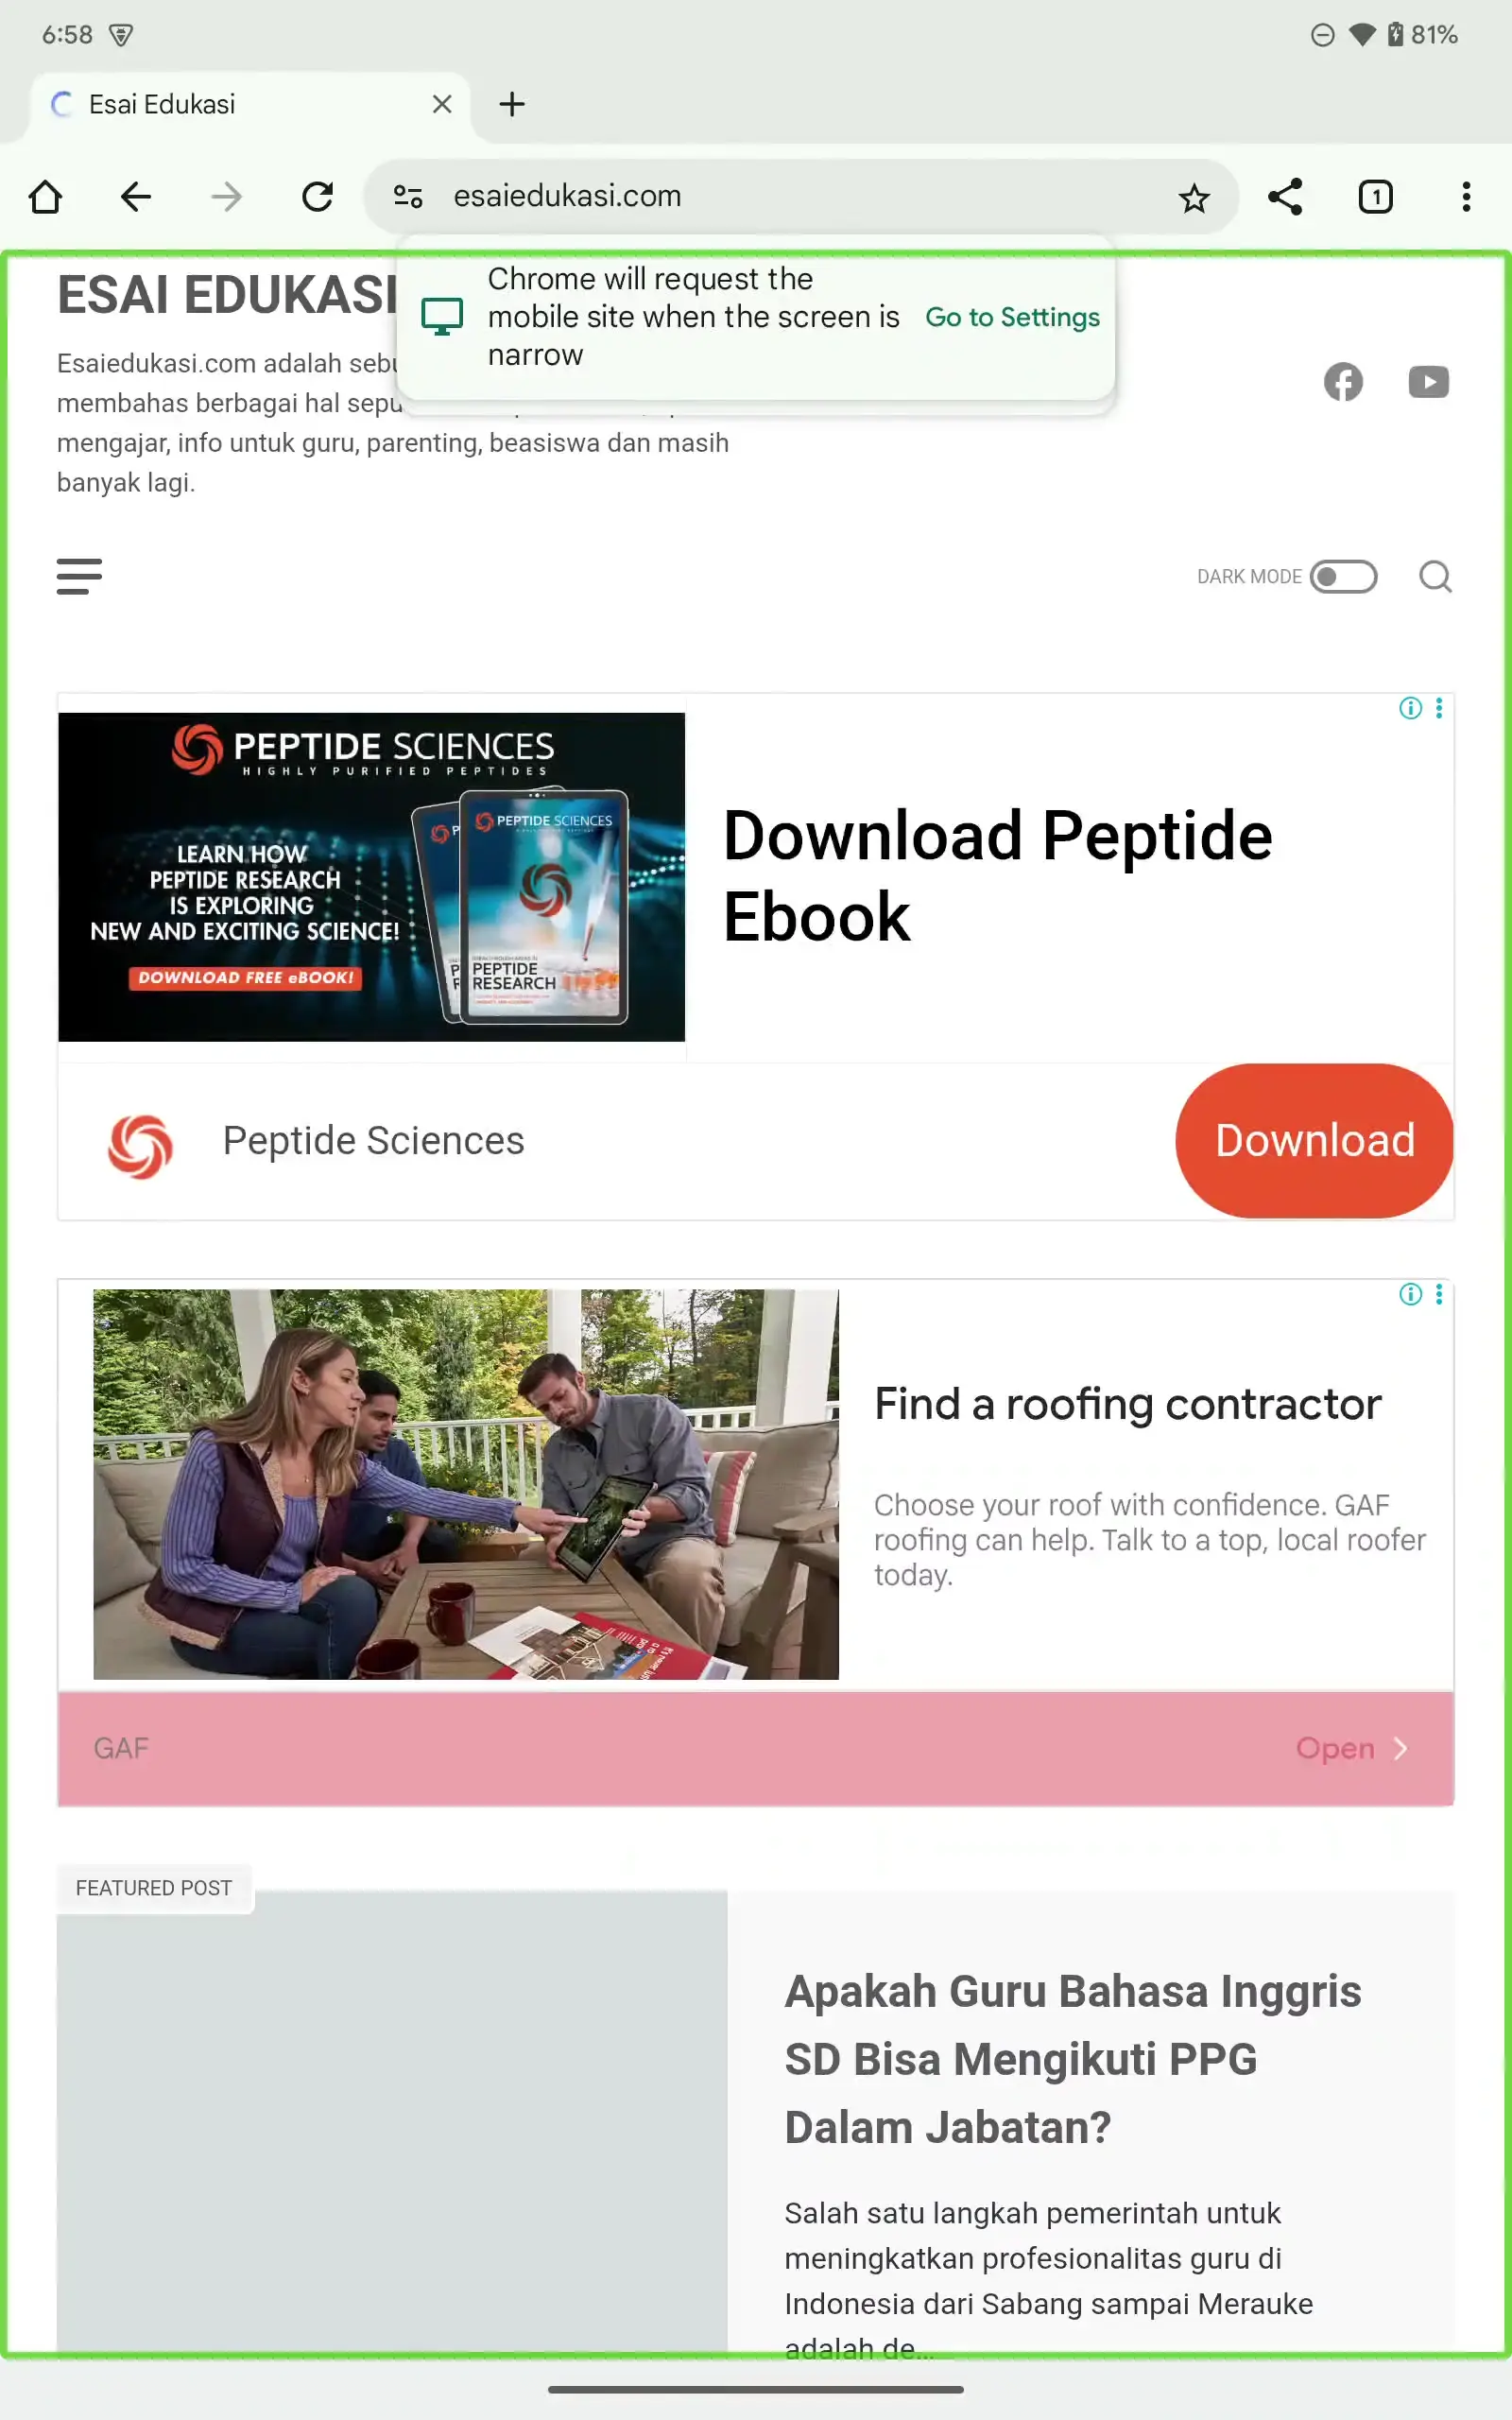 6:58
81%
Esai Edukasi
esaiedukasi.com
1
Chrome will request the
mobile site when the screen is
narrow
Go to Settings
ESAI EDUKASI
Esaiedukasi.com adalah
membahas berbagai hal
mengajar, info untuk guru, parenting, beasiswa dan masih
banyak lagi.
DARK MODE
PEPTIDE SCIENCES
HIGHLY PURIFIED PEPTIDES
LEARN HOW
PEPTIDE RESEARCH
IS EXPLORING
NEW AND EXCITING SCIENCE!
DOWNLOAD FREE eBOOK!
PEPTIDE SCIENCES
PEPTIDE
RESEARCH
Download Peptide
Ebook
Peptide Sciences
Download
Find a roofing contractor
Choose your roof with confidence. GAF
roofing can help. Talk to a top, local roofer
today.
GAF
Open
FEATURED POST
Apakah Guru Bahasa Inggris
SD Bisa Mengikuti PPG
Dalam Jabatan?
Salah satu langkah pemerintah untuk
meningkatkan profesionalitas guru di
Indonesia dari Sabang sampai Merauke
adalah de...